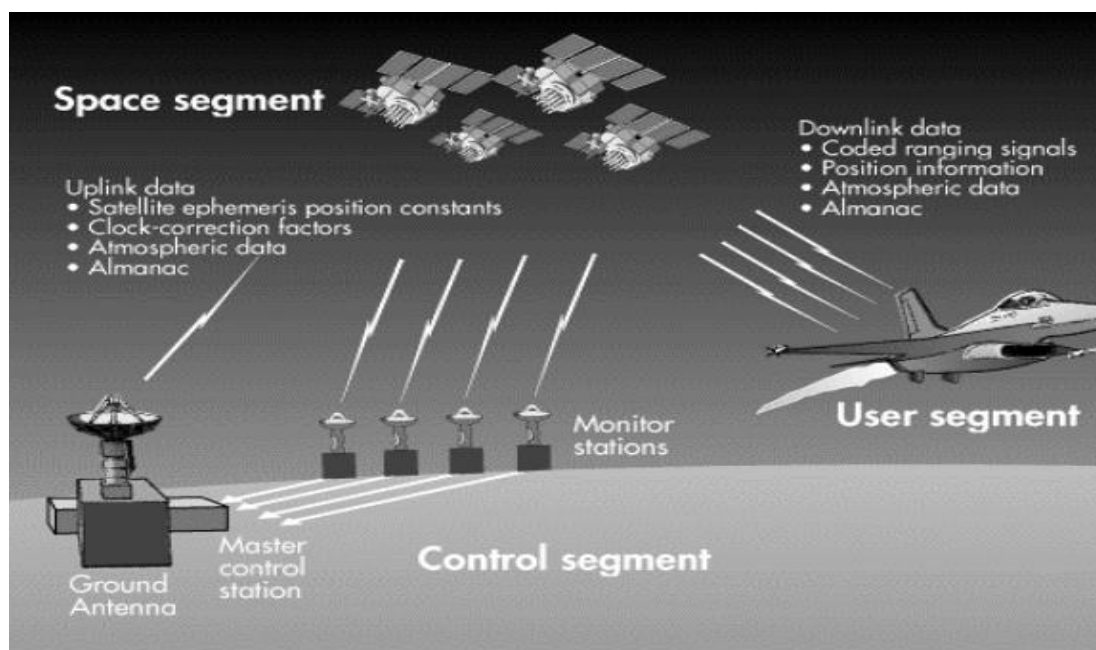 Space segment
Uplink data
• Satellite ephemeris position constants
• Clock-correction factors
• Atmospheric data
• Almanac
Downlink data
• Coded ranging signals
• Position information
• Atmospheric data
• Almanac
User segment
Monitor
stations
Control segment
Master
control
station
Ground
Antenna